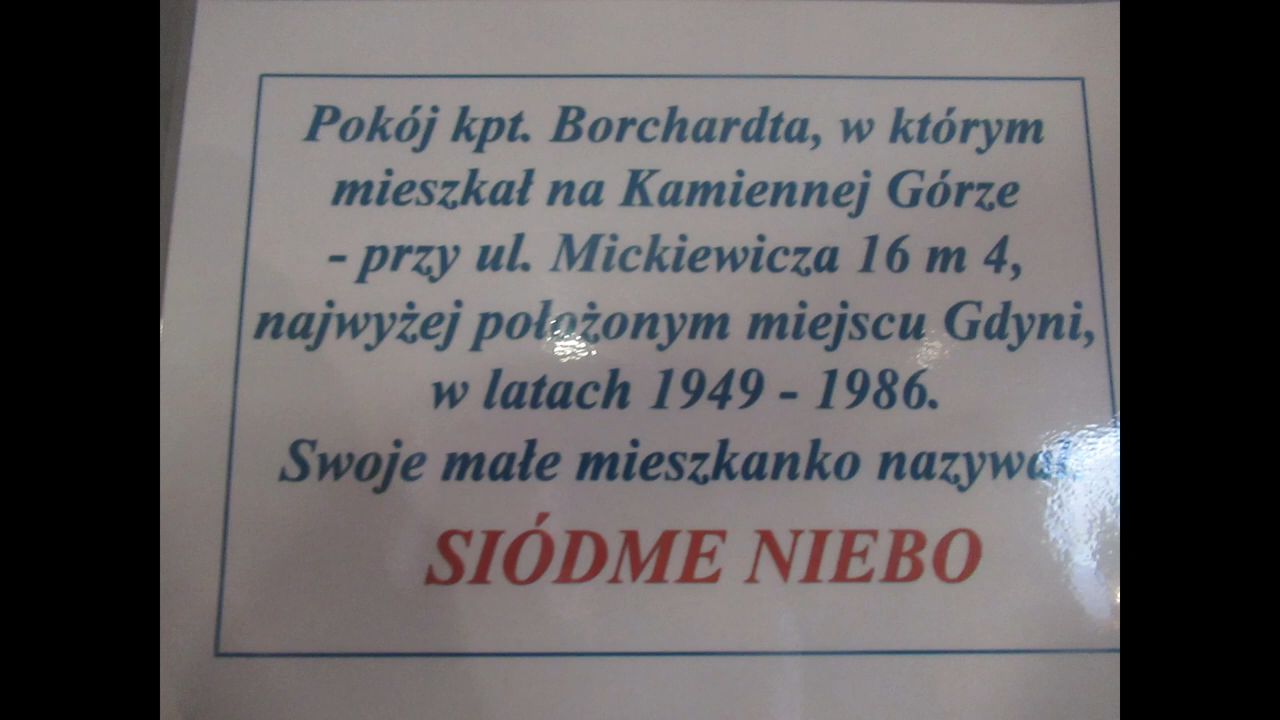 Pokój kpt. Borchardta, w którym
mieszkał na Kamiennej Górze
- przy ul. Mickiewicza 16 m 4,
najwyżej położonym miejscu Gdyni,
w latach 1949 - 1986.
Swoje małe mieszkanko nazywał
SIÓDME NIEBO